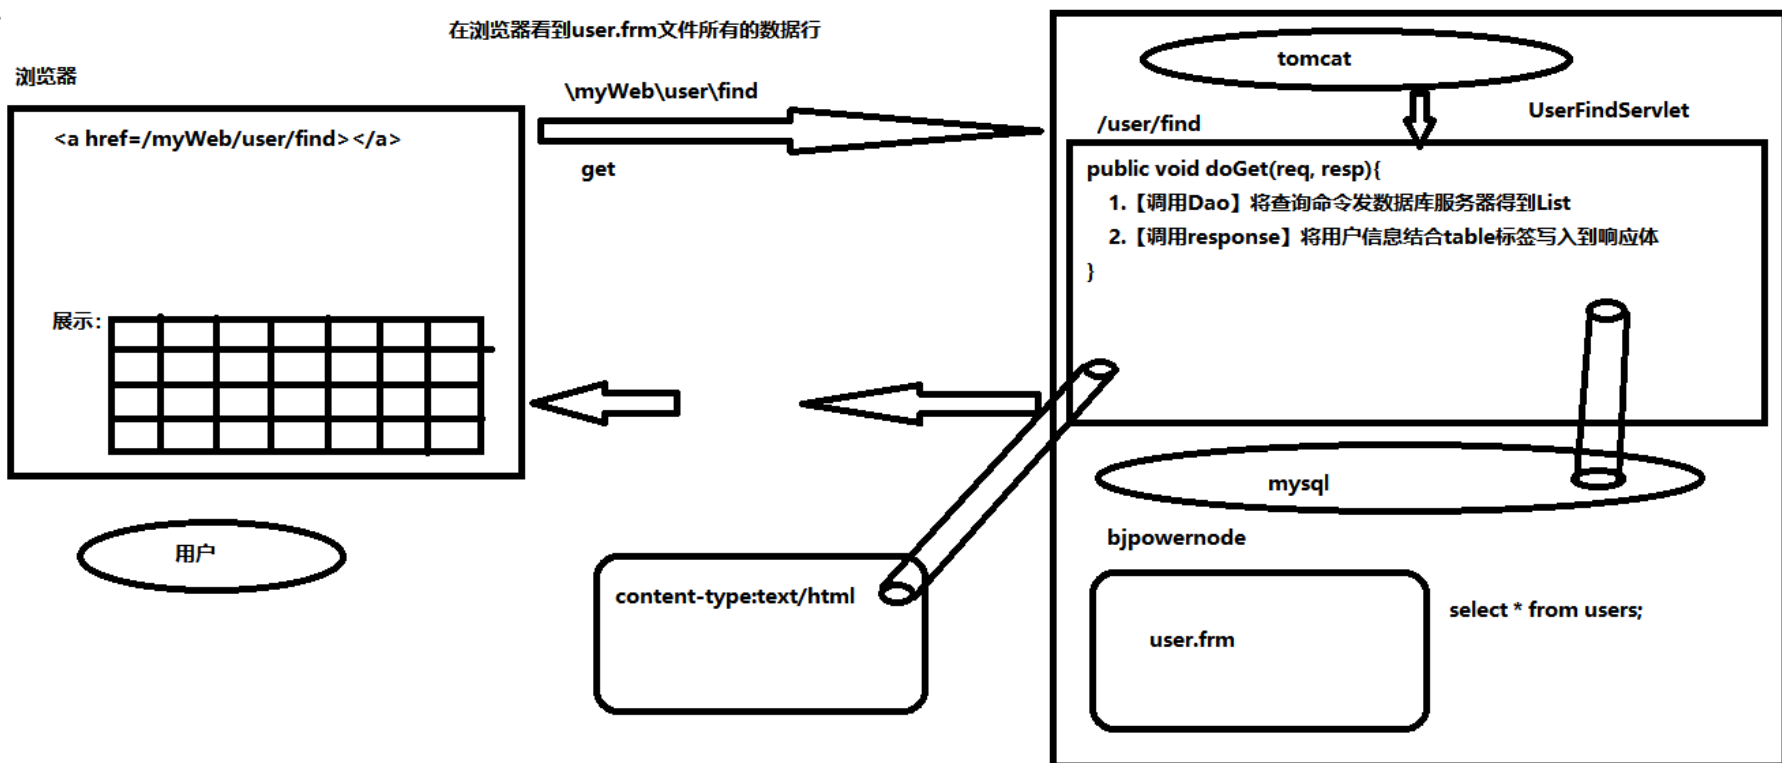 在浏览器看到user.frm文件所有的数据行
浏览器
<a href=/myWeb/user/find></a>
展示:
用户
\myWeb\user\find
get
content-type:text/html
tomcat
UserFindServlet
/user/find
public void doGet(req, resp){
1.【调用Dao】将查询命令发数据库服务器得到List
2.【调用response】将用户信息结合table标签写入到响应体
}
mysql
bjpowernode
user.frm
select * from users;